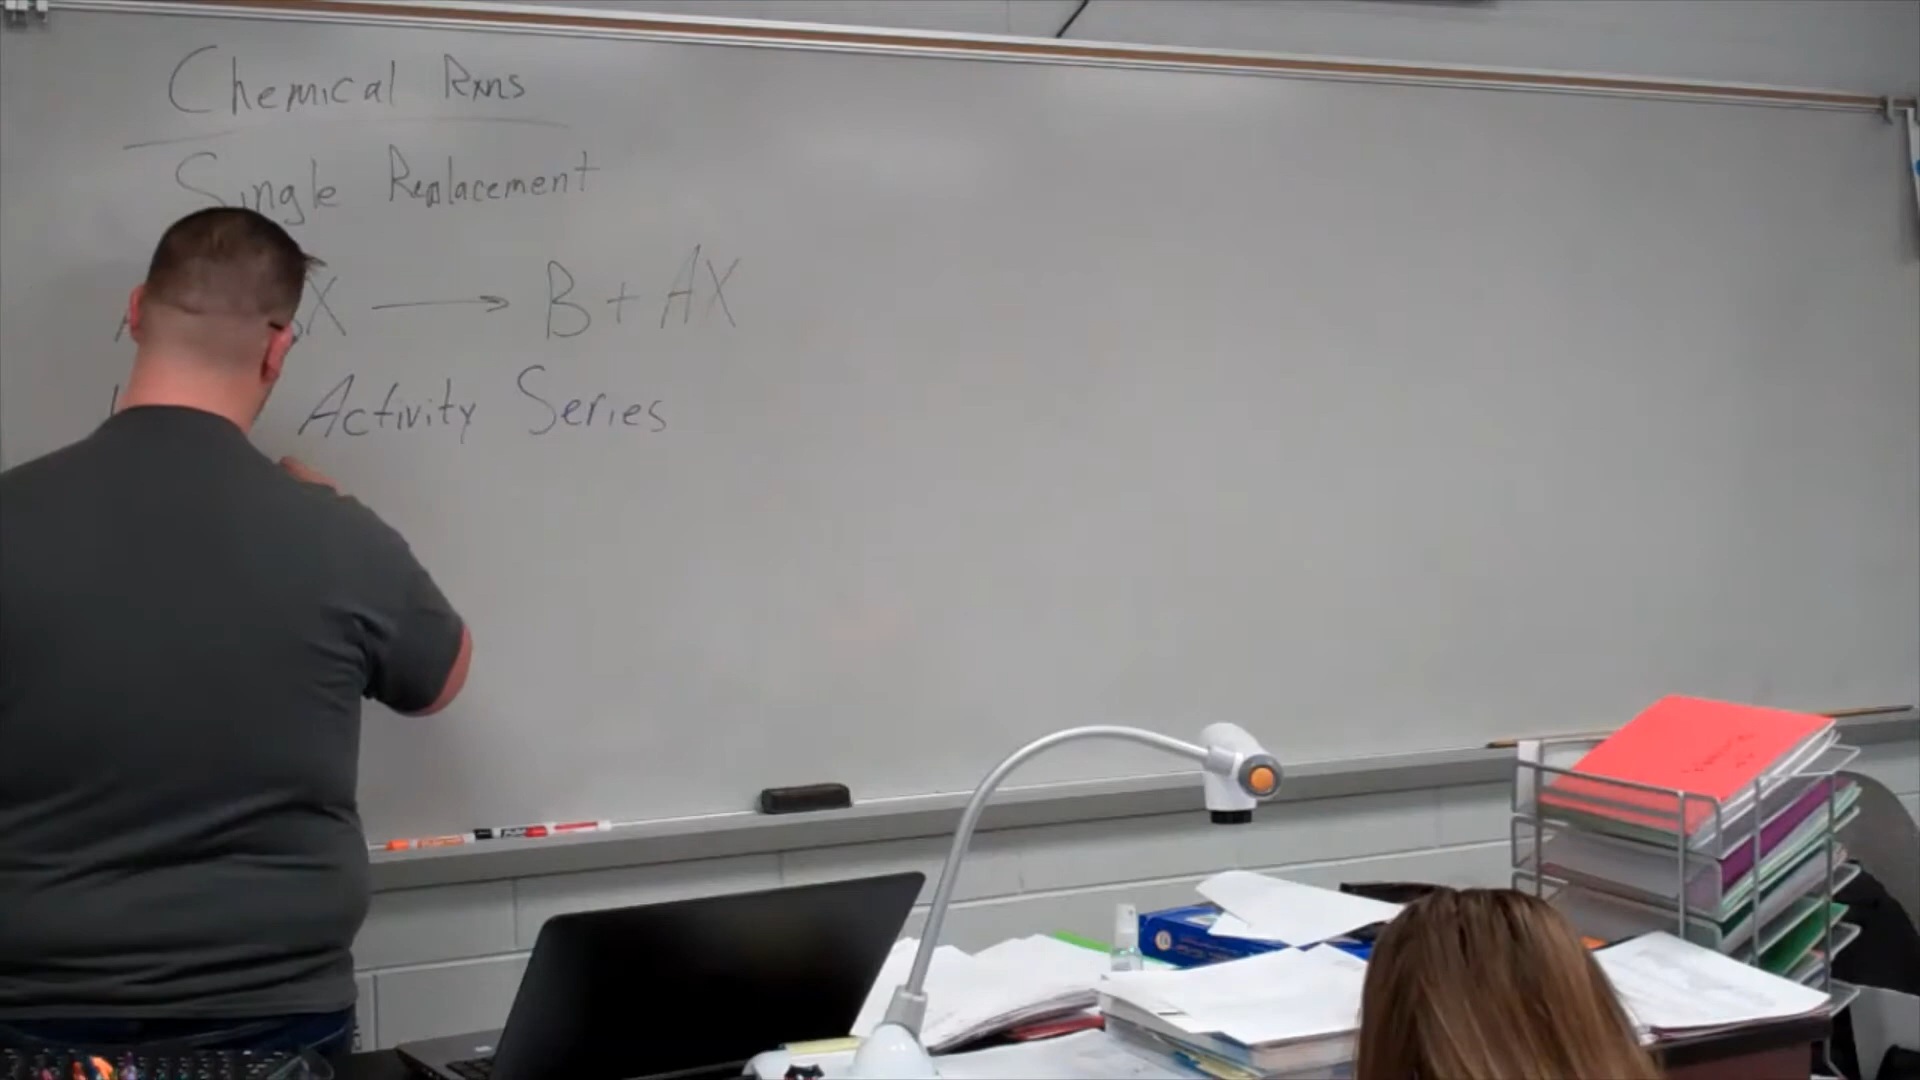 Chemical Rxns
Single Replacement
X → B + AX
Activity Series